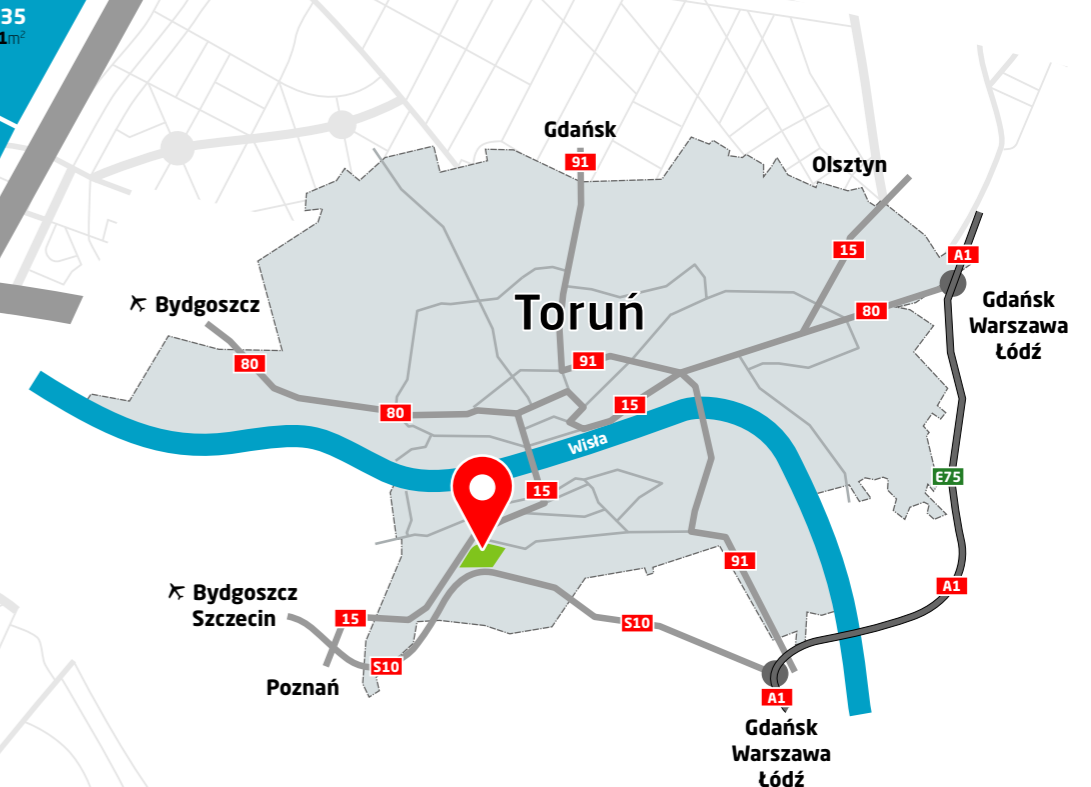 35
1m²
Gdańsk
91
Olsztyn
15
A1
Bydgoszcz
Toruń
80
Gdańsk
Warszawa
Łódź
80
91
80
15
Wisła
E75
15
91
A1
Bydgoszcz
Szczecin
15
S10
S10
Poznań
A1
Gdańsk
Warszawa
Łódź